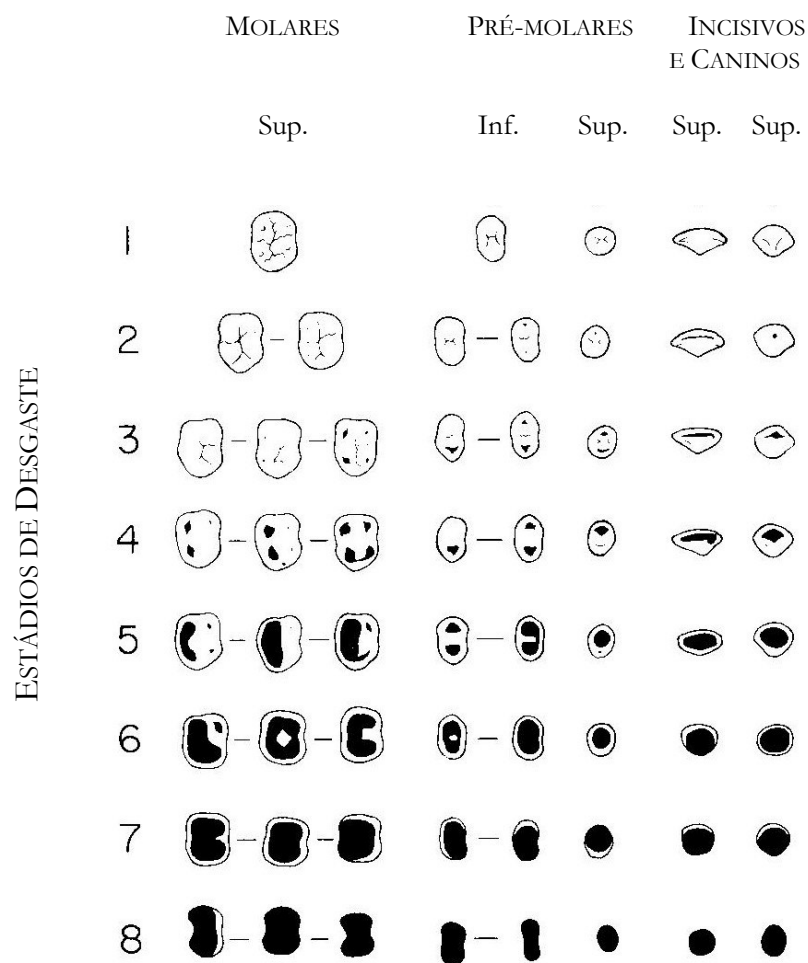 MOLARES PRÉ-MOLARES INCISIVOS
E CANINOS
Sup. Inf. Sup. Sup. Sup.
ESTÁDIOS DE DESGASTE
1
2
3
4
5
6
7
8